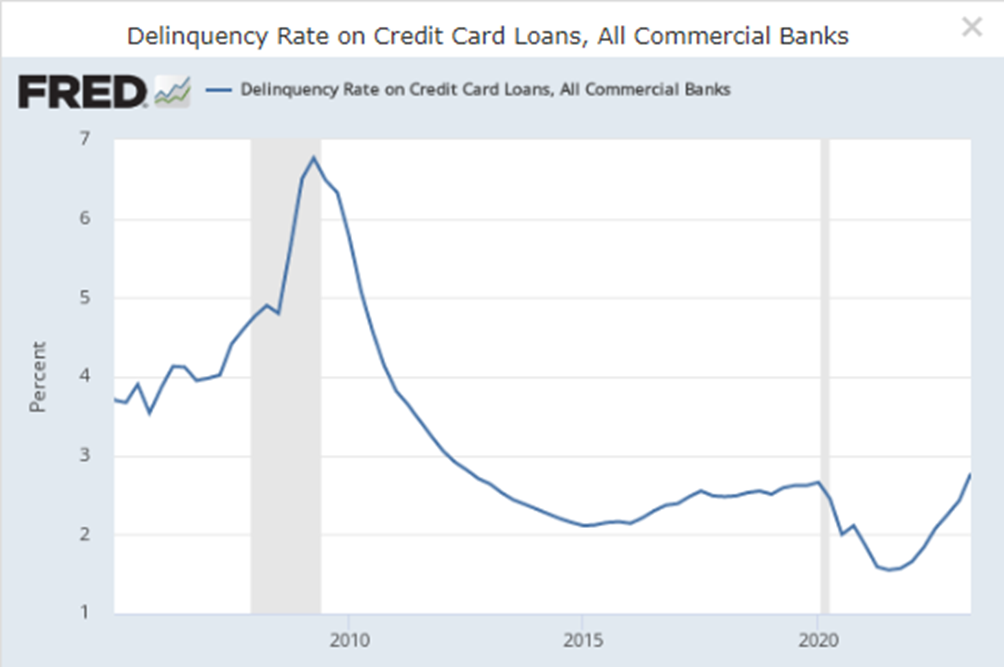 Delinquency Rate on Credit Card Loans, All Commercial Banks
FRED
Delinquency Rate on Credit Card Loans, All Commercial Banks
7
6
5
4
3
2
1
Percent
2010 2015 2020